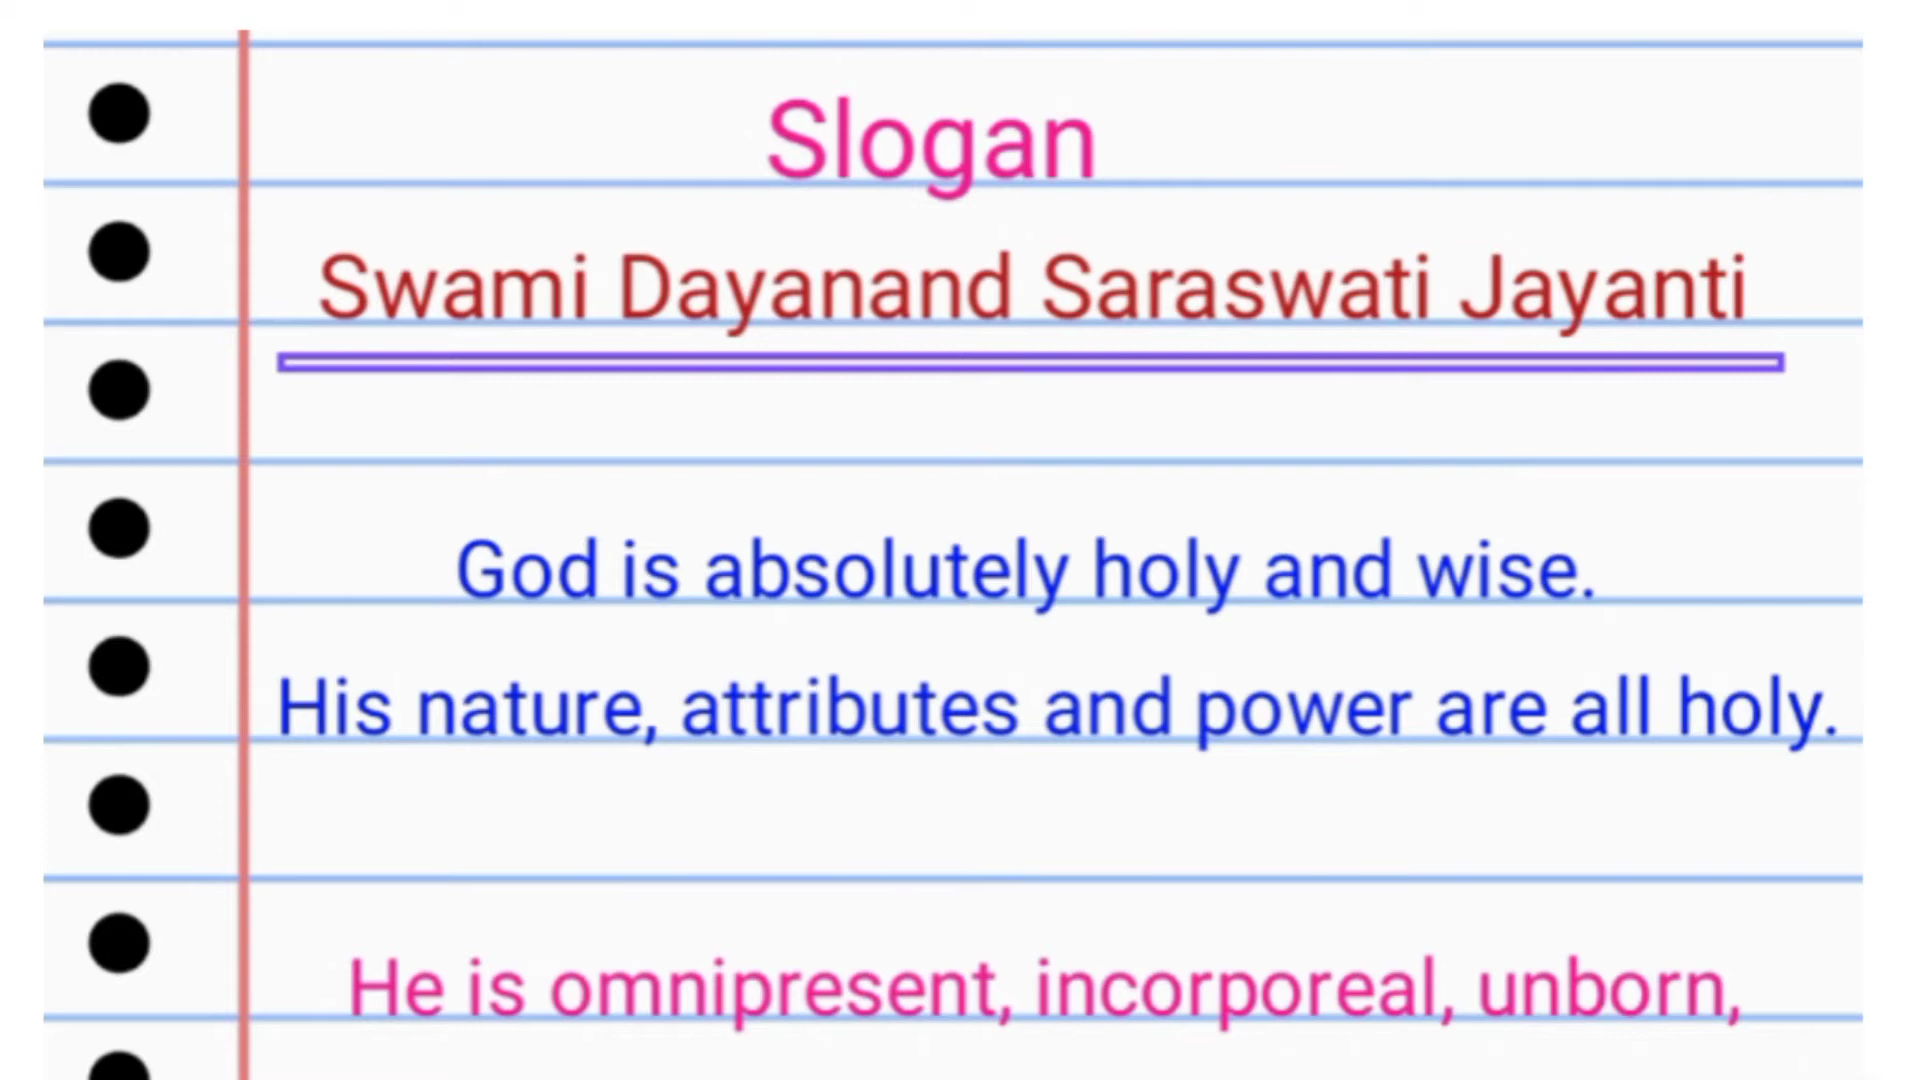 Slogan
Swami Dayanand Saraswati Jayanti
God is absolutely holy and wise.
His nature, attributes and power are all holy.
He is omnipresent, incorporeal, unborn,